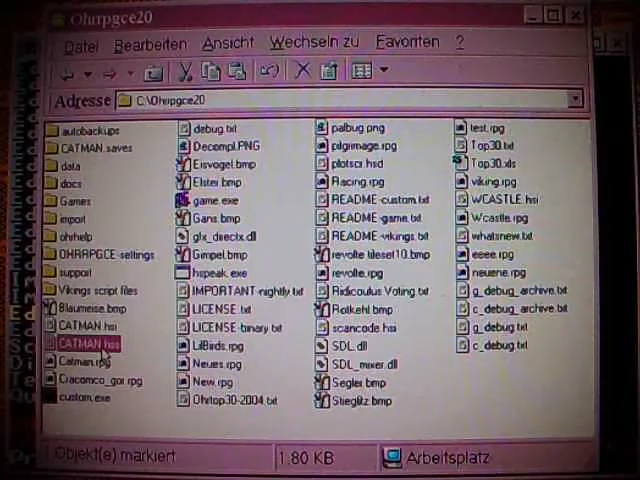 Ohrrpgce20
Datei Bearbeiten Ansicht Wechseln zu Favoriten ?
Adresse C:\Ohrrpgce20
autobackups
CATMAN.saves
data
docs
Games
import
ohrhelp
OHRRPGCE-settings
support
Vikings script files
Blaumeise.bmp
CATMAN.hsi
CATMAN.hss
Catman.rpg
Cracomco_gor.rpg
custom.exe
debug.txt
Decompl.PNG
Eisvogel.bmp
Elster.bmp
game.exe
Gans.bmp
gfx_directx.dll
Gimpel.bmp
hspeak.exe
IMPORTANT-nightly.txt
LICENSE.txt
LICENSE-binary.txt
LilBirds.rpg
Neues.rpg
New.rpg
Ohrtop30-2004.txt
palbug.png
pilgrimage.rpg
plotscr.hsd
Racing.rpg
README-custom.txt
README-game.txt
README-vikings.txt
revolte tileset10.bmp
revolte.rpg
Ridiculous Voting.txt
Rotkehl.bmp
scancode.hsi
SDL.dll
SDL_mixer.dll
Segler.bmp
Stieglitz.bmp
test.rpg
Top30.txt
Top30.xls
viking.rpg
WCASTLE.hsi
Wcastle.rpg
whatsnew.txt
eeee.rpg
neuene.rpg
g_debug_archive.txt
c_debug_archive.txt
g_debug.txt
c_debug.txt
Objekt(e) markiert 1.80 KB Arbeitsplatz